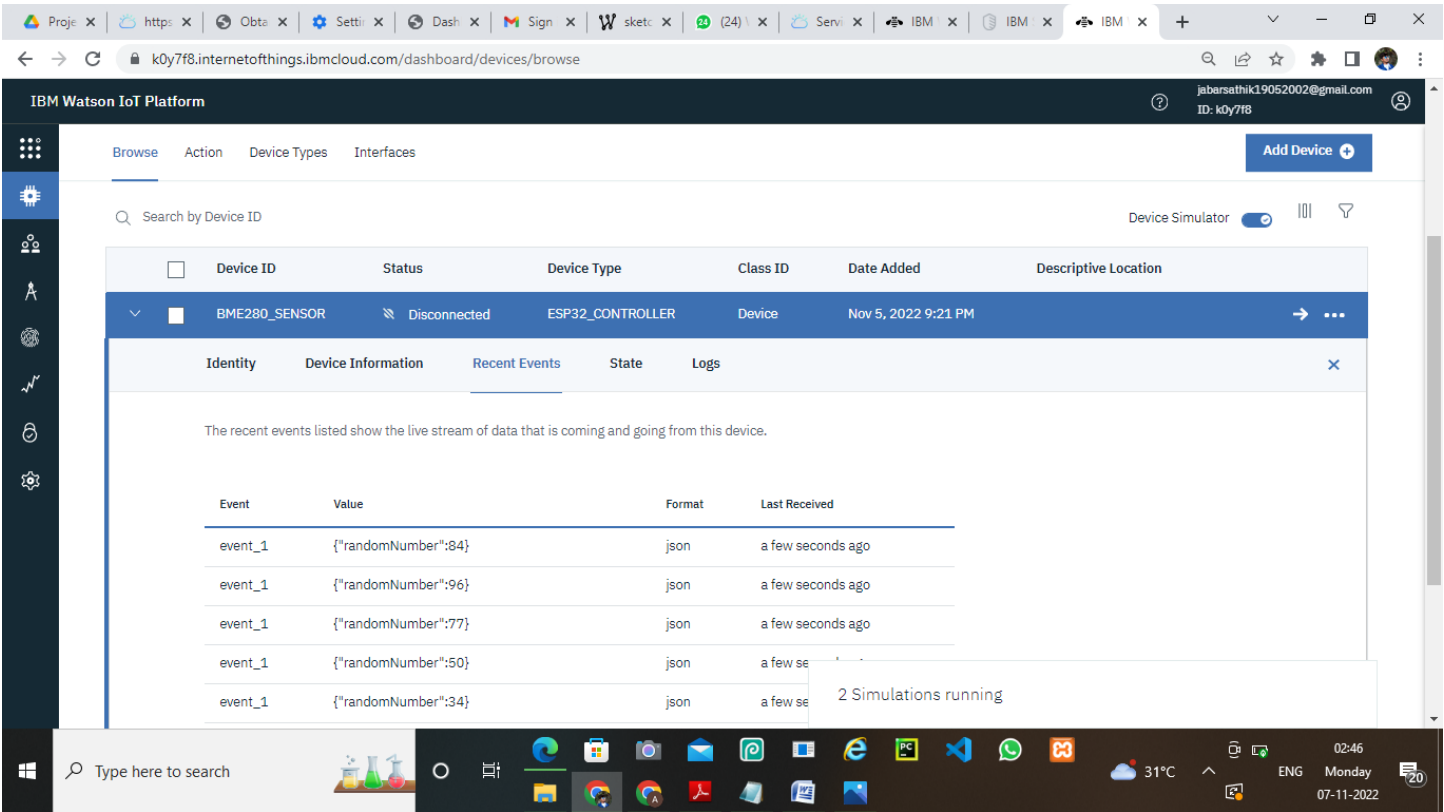 Proje
https
Obta
Settin
Dash
Sign
sketc
(24)
Servi
IBM
IBM
IBM
k0y7f8.internetofthings.ibmcloud.com/dashboard/devices/browse
IBM Watson IoT Platform
jabarsathik19052002@gmail.com
ID: k0y7f8
Browse Action Device Types Interfaces
Add Device
Search by Device ID
Device Simulator
Device ID Status Device Type Class ID Date Added Descriptive Location
BME280_SENSOR Disconnected ESP32_CONTROLLER Device Nov 5, 2022 9:21 PM
Identity Device Information Recent Events State Logs
The recent events listed show the live stream of data that is coming and going from this device.
Event Value Format Last Received
event_1 {"randomNumber":84} json a few seconds ago
event_1 {"randomNumber":96} json a few seconds ago
event_1 {"randomNumber":77} json a few seconds ago
event_1 {"randomNumber":50} json a few se
event_1 {"randomNumber":34} json a few se
2 Simulations running
Type here to search
31°C
ENG
02:46
Monday
07-11-2022
20